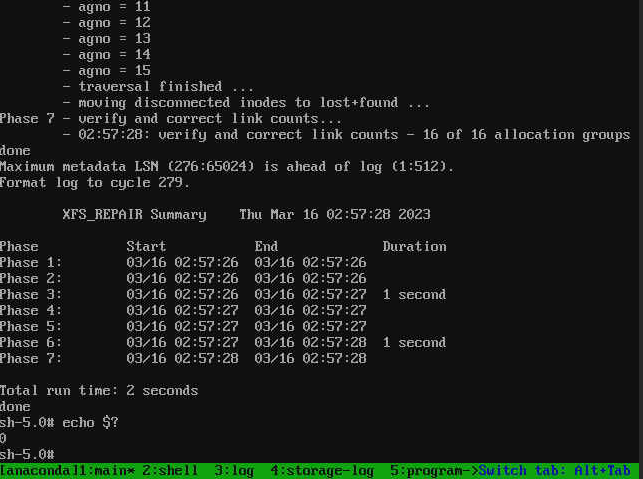 - agno = 11
- agno = 12
- agno = 13
- agno = 14
- agno = 15
- traversal finished ...
- moving disconnected inodes to lost+found ...
Phase 7 - verify and correct link counts...
- 02:57:28: verify and correct link counts - 16 of 16 allocation groups
done
Maximum metadata LSN (276:65024) is ahead of log (1:512).
Format log to cycle 279.
XFS_REPAIR Summary    Thu Mar 16 02:57:28 2023
Phase           Start           End             Duration
Phase 1:        03/16 02:57:26  03/16 02:57:26
Phase 2:        03/16 02:57:26  03/16 02:57:26
Phase 3:        03/16 02:57:26  03/16 02:57:27  1 second
Phase 4:        03/16 02:57:27  03/16 02:57:27
Phase 5:        03/16 02:57:27  03/16 02:57:27
Phase 6:        03/16 02:57:27  03/16 02:57:28  1 second
Phase 7:        03/16 02:57:28  03/16 02:57:28
Total run time: 2 seconds
done
sh-5.0# echo $?
0
sh-5.0#
[anaconda]1:main* 2:shell  3:log  4:storage-log  5:program->Switch tab: Alt+Tab